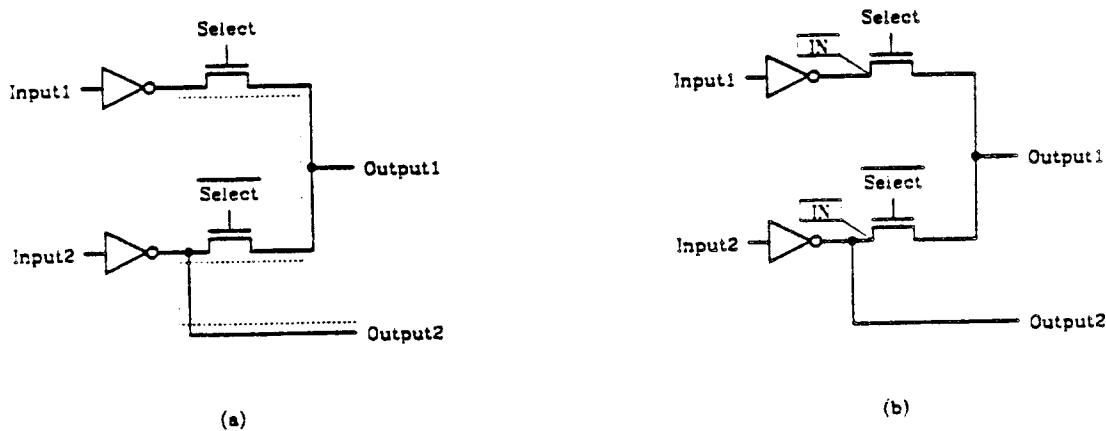 Select
Input1
Output1
Select
Input2
Output2
(a)
Select
IN
Input1
Output1
Select
IN
Input2
Output2
(b)